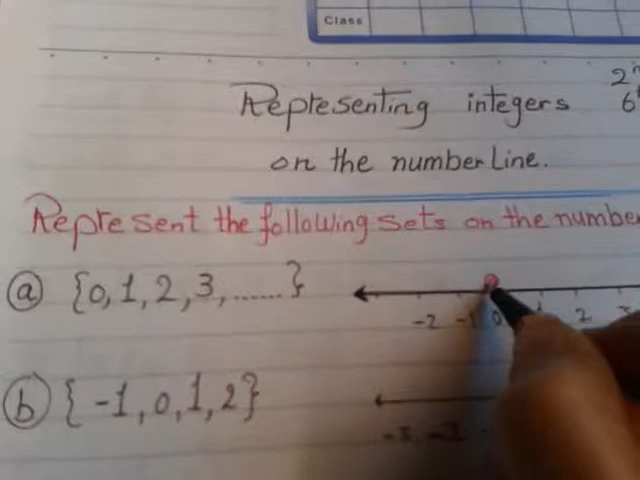 Class
Representing integers
on the number Line.
Represent the following sets on the number
ⓐ {0, 1, 2, 3, ......}
-2 -1 0 1 2 3
ⓑ { -1, 0, 1, 2}